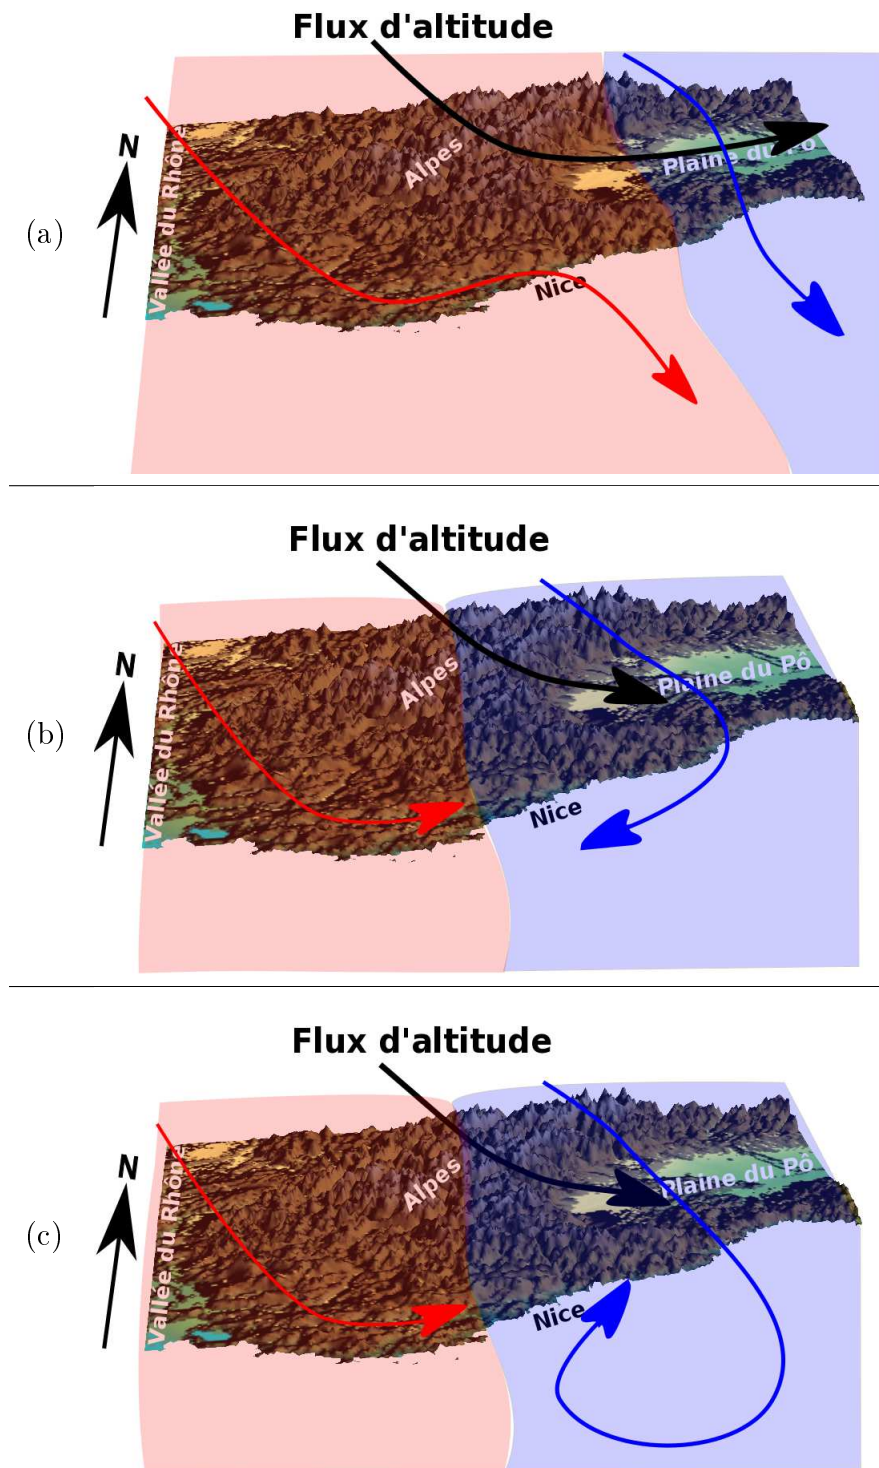 Flux d'altitude
N
Alpes
Plaine du Pô
Vallée du Rhône
(a)
Nice
Flux d'altitude
N
Alpes
Plaine du Pô
Vallée du Rhône
(b)
Nice
Flux d'altitude
N
Alpes
Plaine du Pô
Vallée du Rhône
(c)
Nice